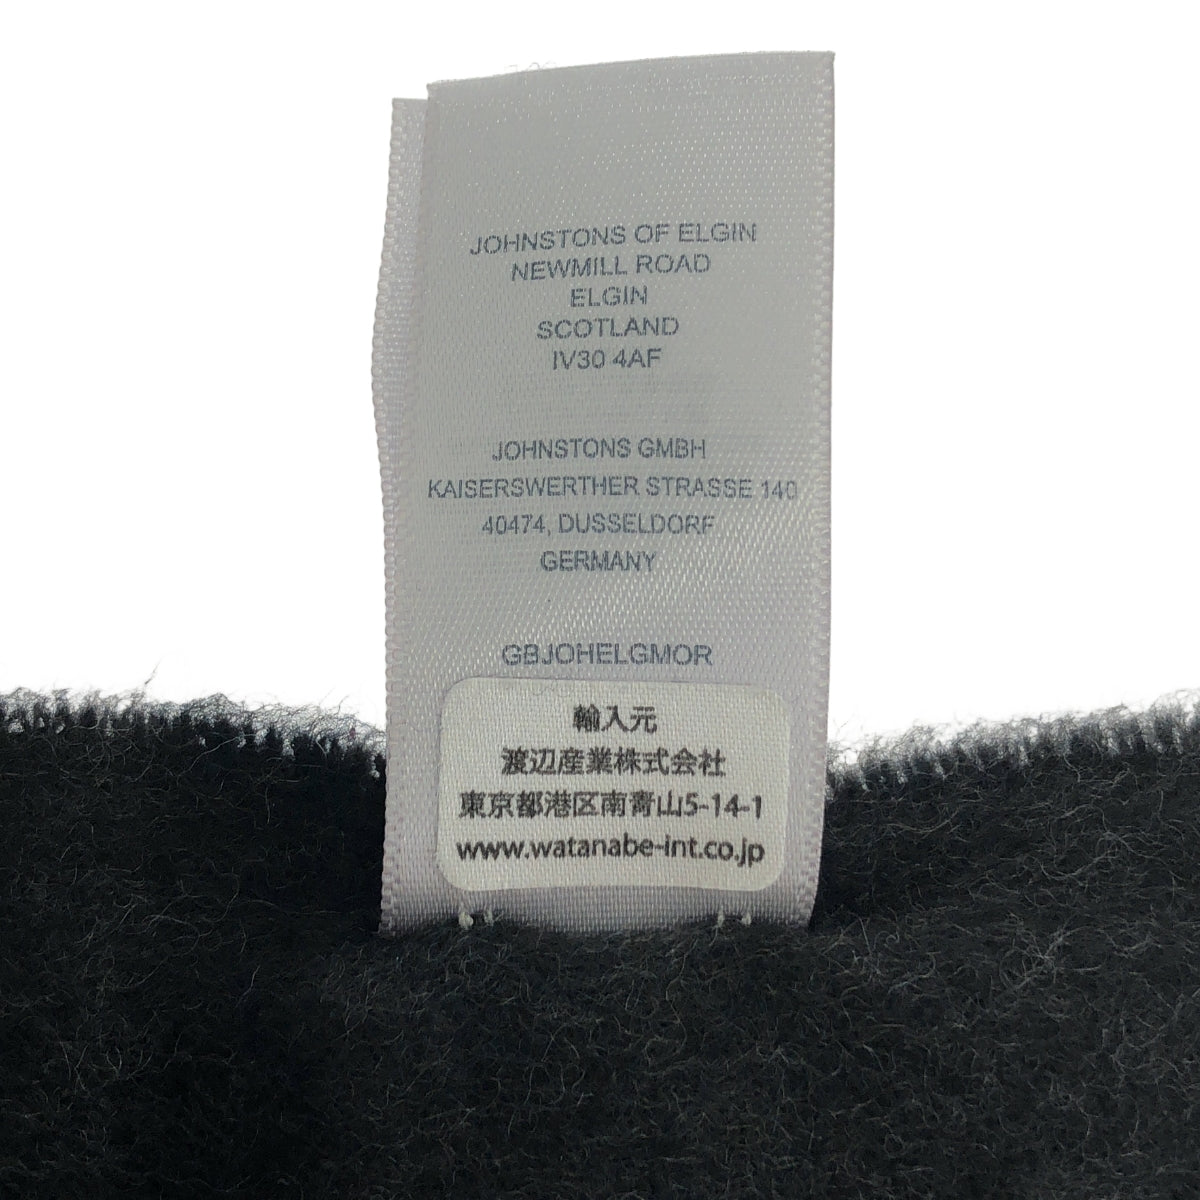 JOHNSTONS OF ELGIN
NEWMILL ROAD
ELGIN
SCOTLAND
IV30 4AF
JOHNSTONS GMBH
KAISERSWERTHER STRASSE 140
40474, DUSSELDORF
GERMANY
GBJOHELGMOR
輸入元
渡辺産業株式会社
東京都港区南青山5-14-1
www.watanabe-int.co.jp